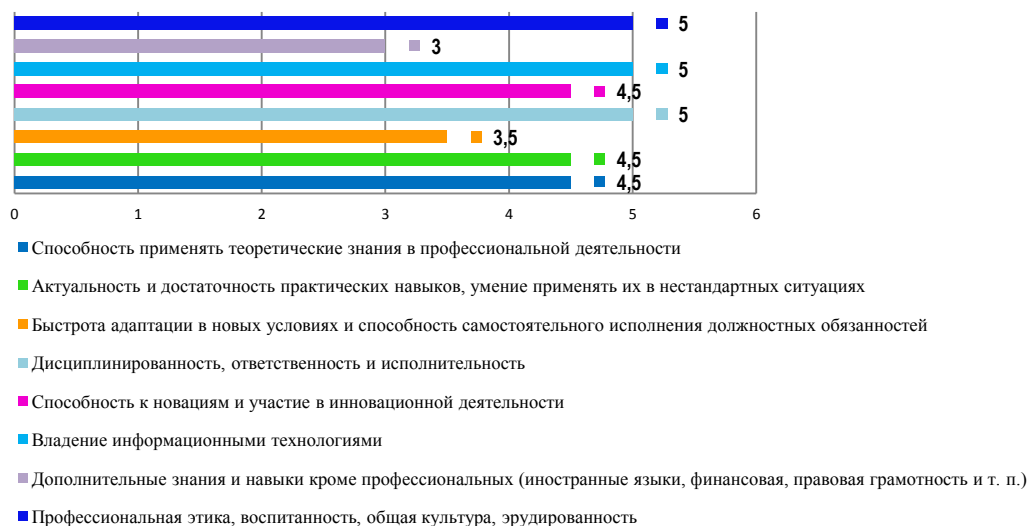 5
3
5
4,5
5
3,5
4,5
4,5
0 1 2 3 4 5 6
Способность применять теоретические знания в профессиональной деятельности
Актуальность и достаточность практических навыков, умение применять их в нестандартных ситуациях
Быстрота адаптации в новых условиях и способность самостоятельного исполнения должностных обязанностей
Дисциплинированность, ответственность и исполнительность
Способность к новациям и участие в инновационной деятельности
Владение информационными технологиями
Дополнительные знания и навыки кроме профессиональных (иностранные языки, финансовая, правовая грамотность и т. п.)
Профессиональная этика, воспитанность, общая культура, эрудированность